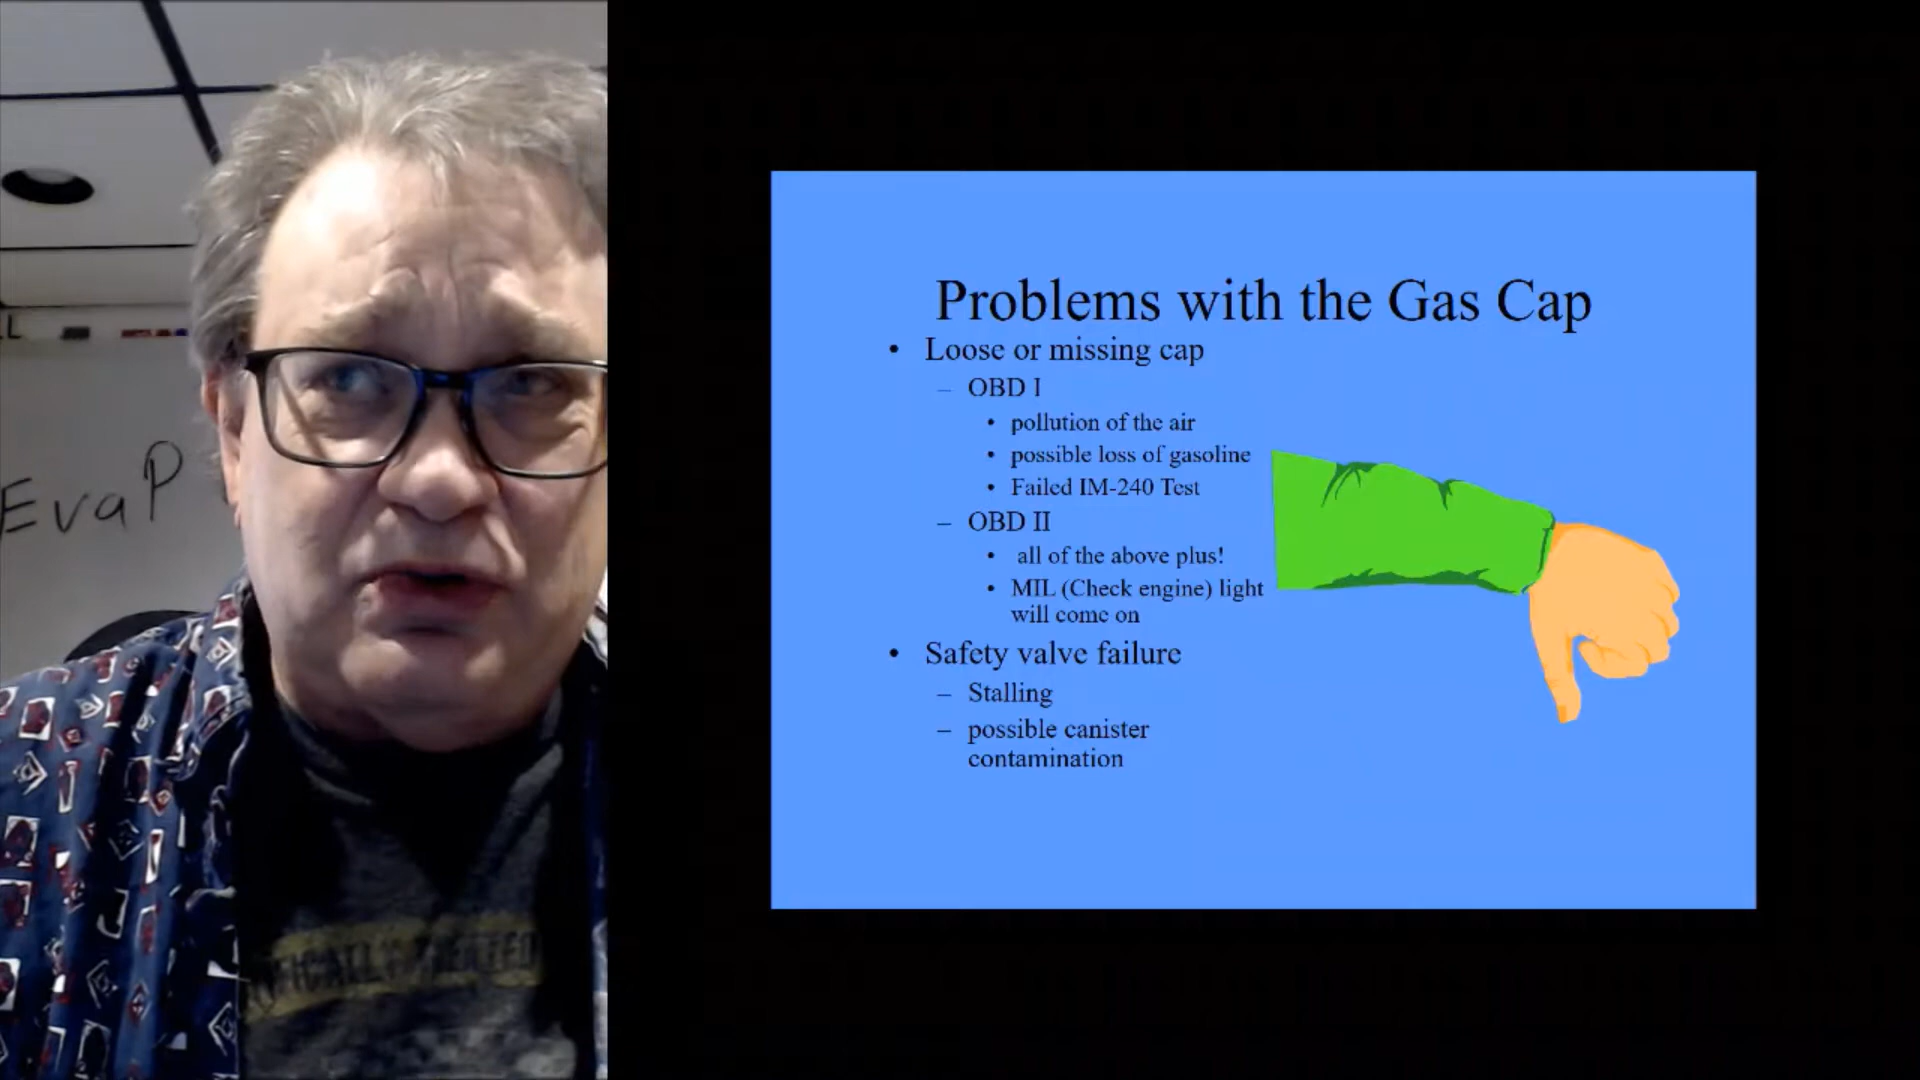 EvaP
Problems with the Gas Cap
• Loose or missing cap
– OBD I
• pollution of the air
• possible loss of gasoline
• Failed IM-240 Test
– OBD II
• all of the above plus!
• MIL (Check engine) light
will come on
• Safety valve failure
– Stalling
– possible canister
contamination